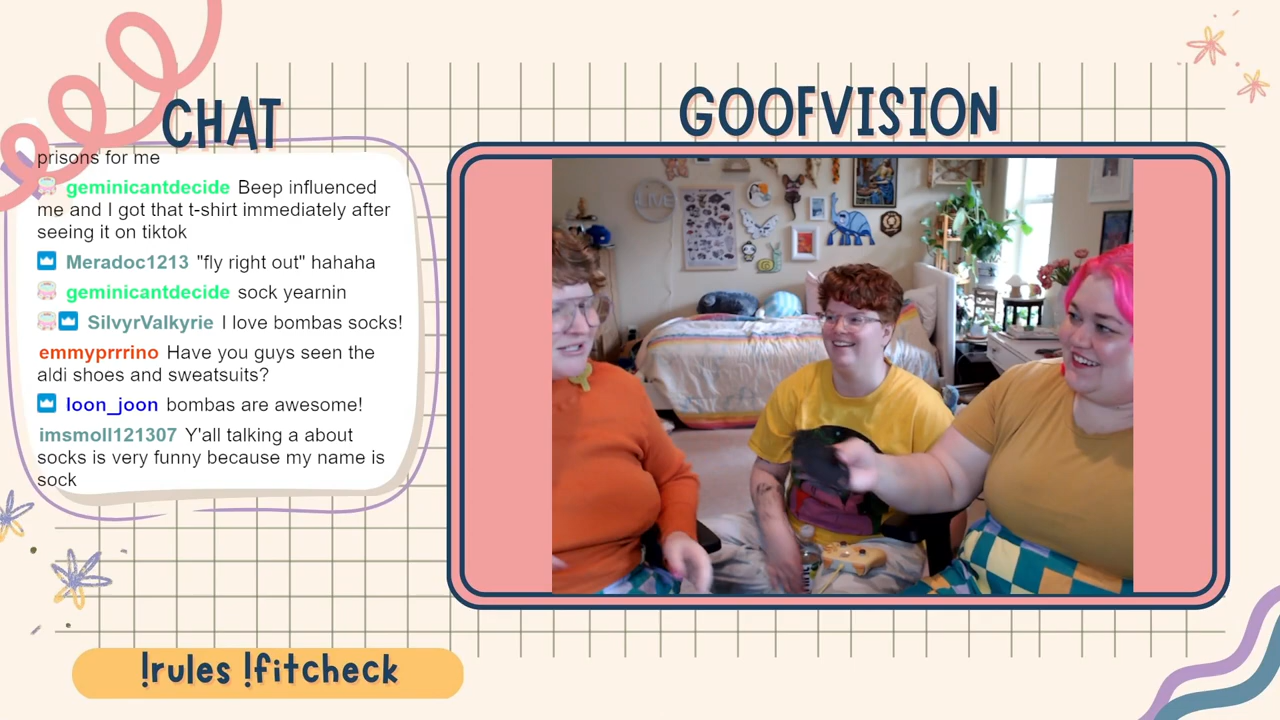 CHAT
GOOFVISION
prisons for me
geminicantdecide Beep influenced
me and I got that t-shirt immediately after
seeing it on tiktok
Meradoc1213 "fly right out" hahaha
geminicantdecide sock yearnin
SilvyrValkyrie I love bombas socks!
emmyprrrino Have you guys seen the
aldi shoes and sweatsuits?
loon_joon bombas are awesome!
imsmoll121307 Y'all talking a about
socks is very funny because my name is
sock
LIVE
!rules !fitcheck